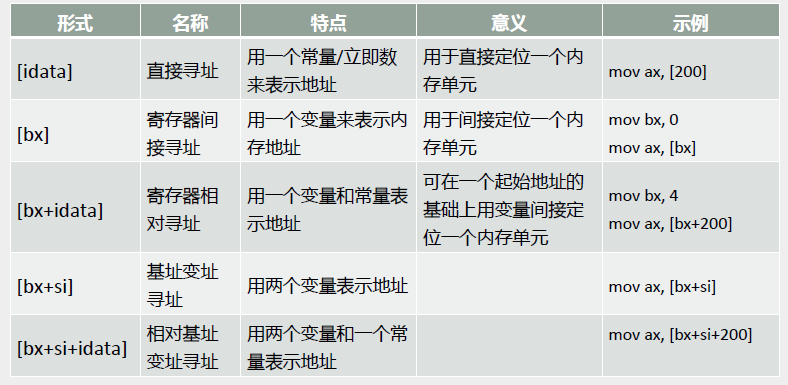 形式 名称 特点 意义 示例
[idata] 直接寻址 用一个常量/立即数 用于直接定位一个内 mov ax, [200]
来表示地址 存单元
[bx] 寄存器间 用一个变量来表示内 用于间接定位一个内 mov bx, 0
接寻址 存地址 存单元 mov ax, [bx]
[bx+idata] 寄存器相 用一个变量和常量表 可在一个起始地址的 mov bx, 4
对寻址 示地址 基础上用变量间接定 mov ax, [bx+200]
位一个内存单元
[bx+si] 基址变址 用两个变量表示地址 mov ax, [bx+si]
寻址
[bx+si+idata] 相对基址 用两个变量和一个常 mov ax, [bx+si+200]
变址寻址 量表示地址